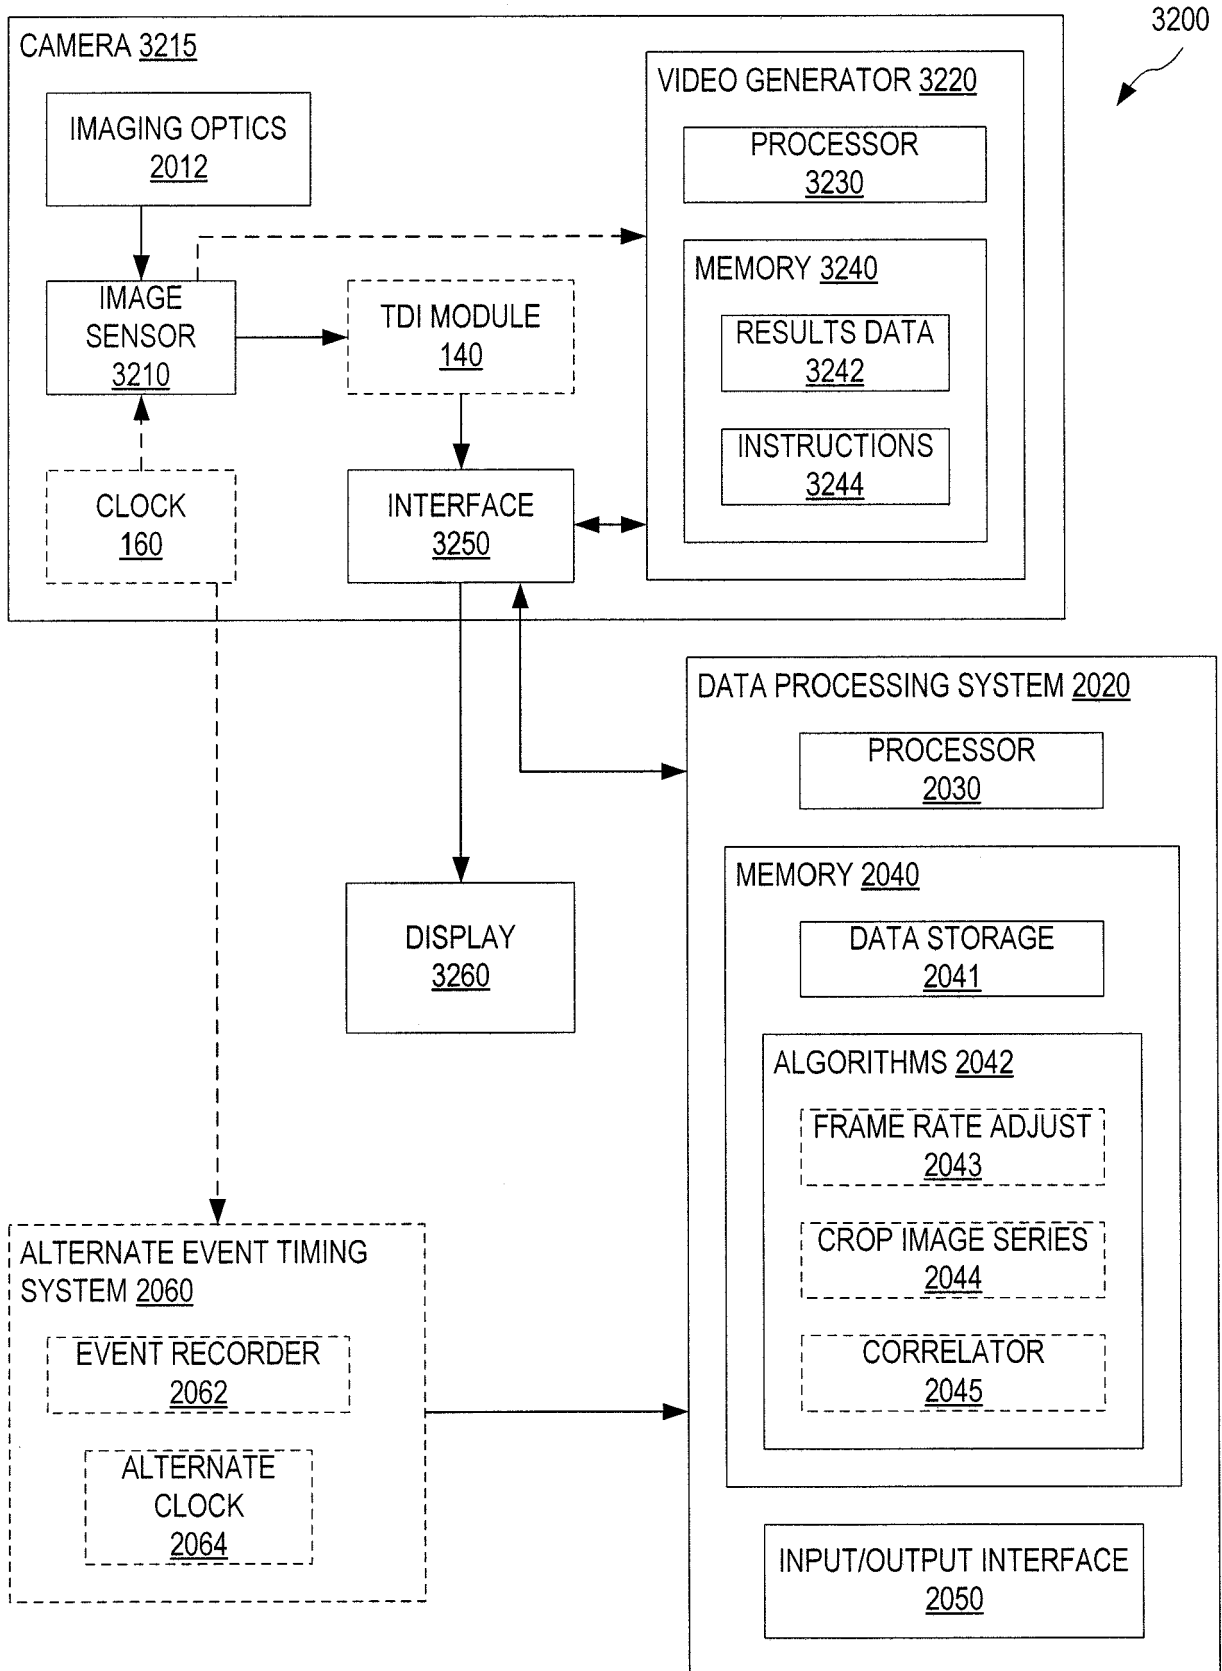 3200
CAMERA 3215
IMAGING OPTICS
2012
IMAGE
SENSOR
3210
CLOCK
160
TDI MODULE
140
INTERFACE
3250
VIDEO GENERATOR 3220
PROCESSOR
3230
MEMORY 3240
RESULTS DATA
3242
INSTRUCTIONS
3244
DISPLAY
3260
DATA PROCESSING SYSTEM 2020
PROCESSOR
2030
MEMORY 2040
DATA STORAGE
2041
ALGORITHMS 2042
FRAME RATE ADJUST
2043
CROP IMAGE SERIES
2044
CORRELATOR
2045
INPUT/OUTPUT INTERFACE
2050
ALTERNATE EVENT TIMING
SYSTEM 2060
EVENT RECORDER
2062
ALTERNATE
CLOCK
2064